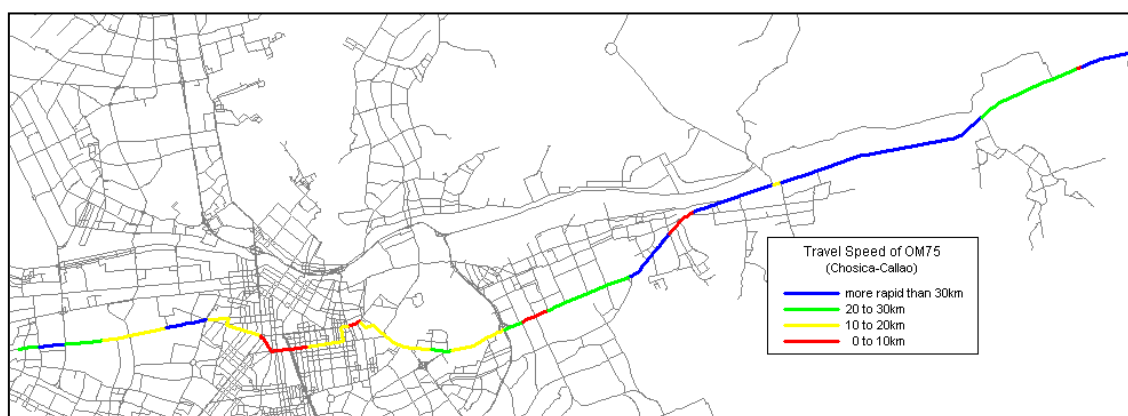 Travel Speed of OM75
(Chosica-Callao)
more rapid than 30km
20 to 30km
10 to 20km
0 to 10km